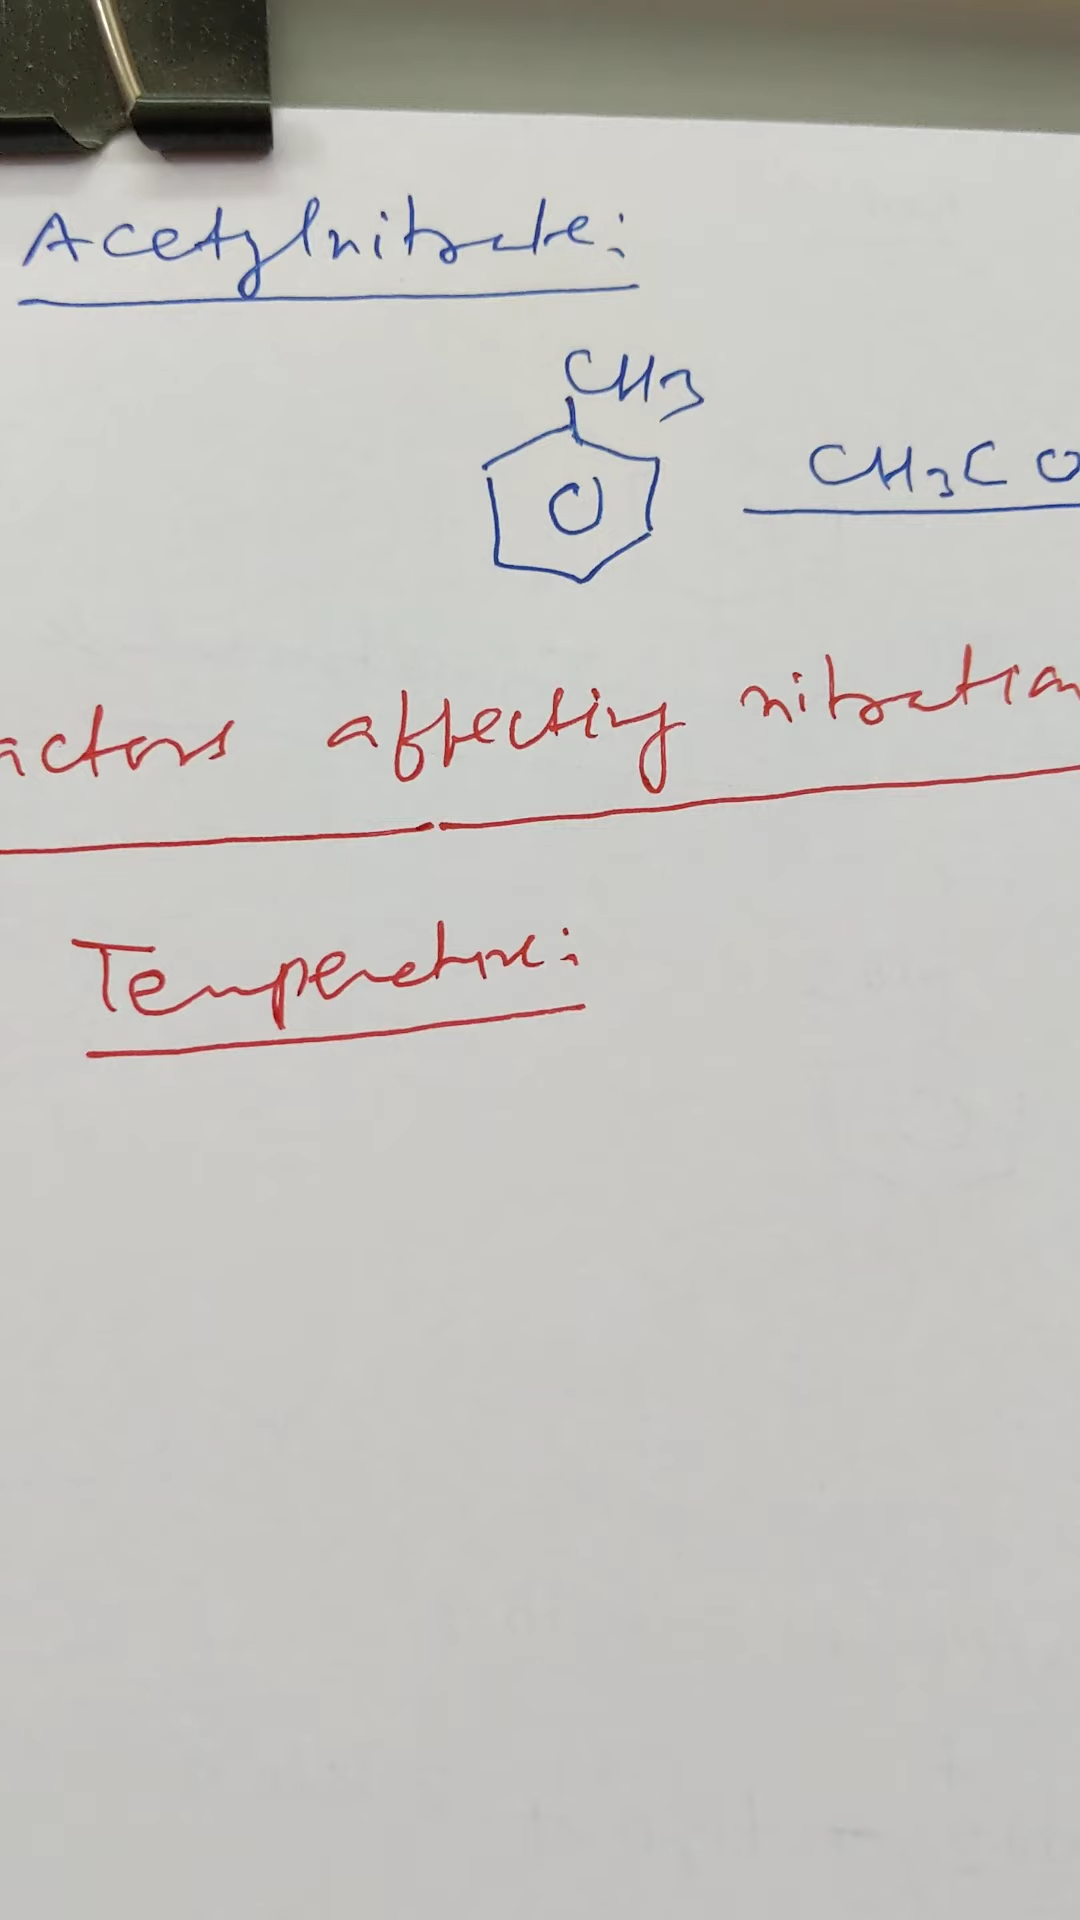 Acetylnitrate:
CH3
CH3CO
actors affecting nitration
Temperature: